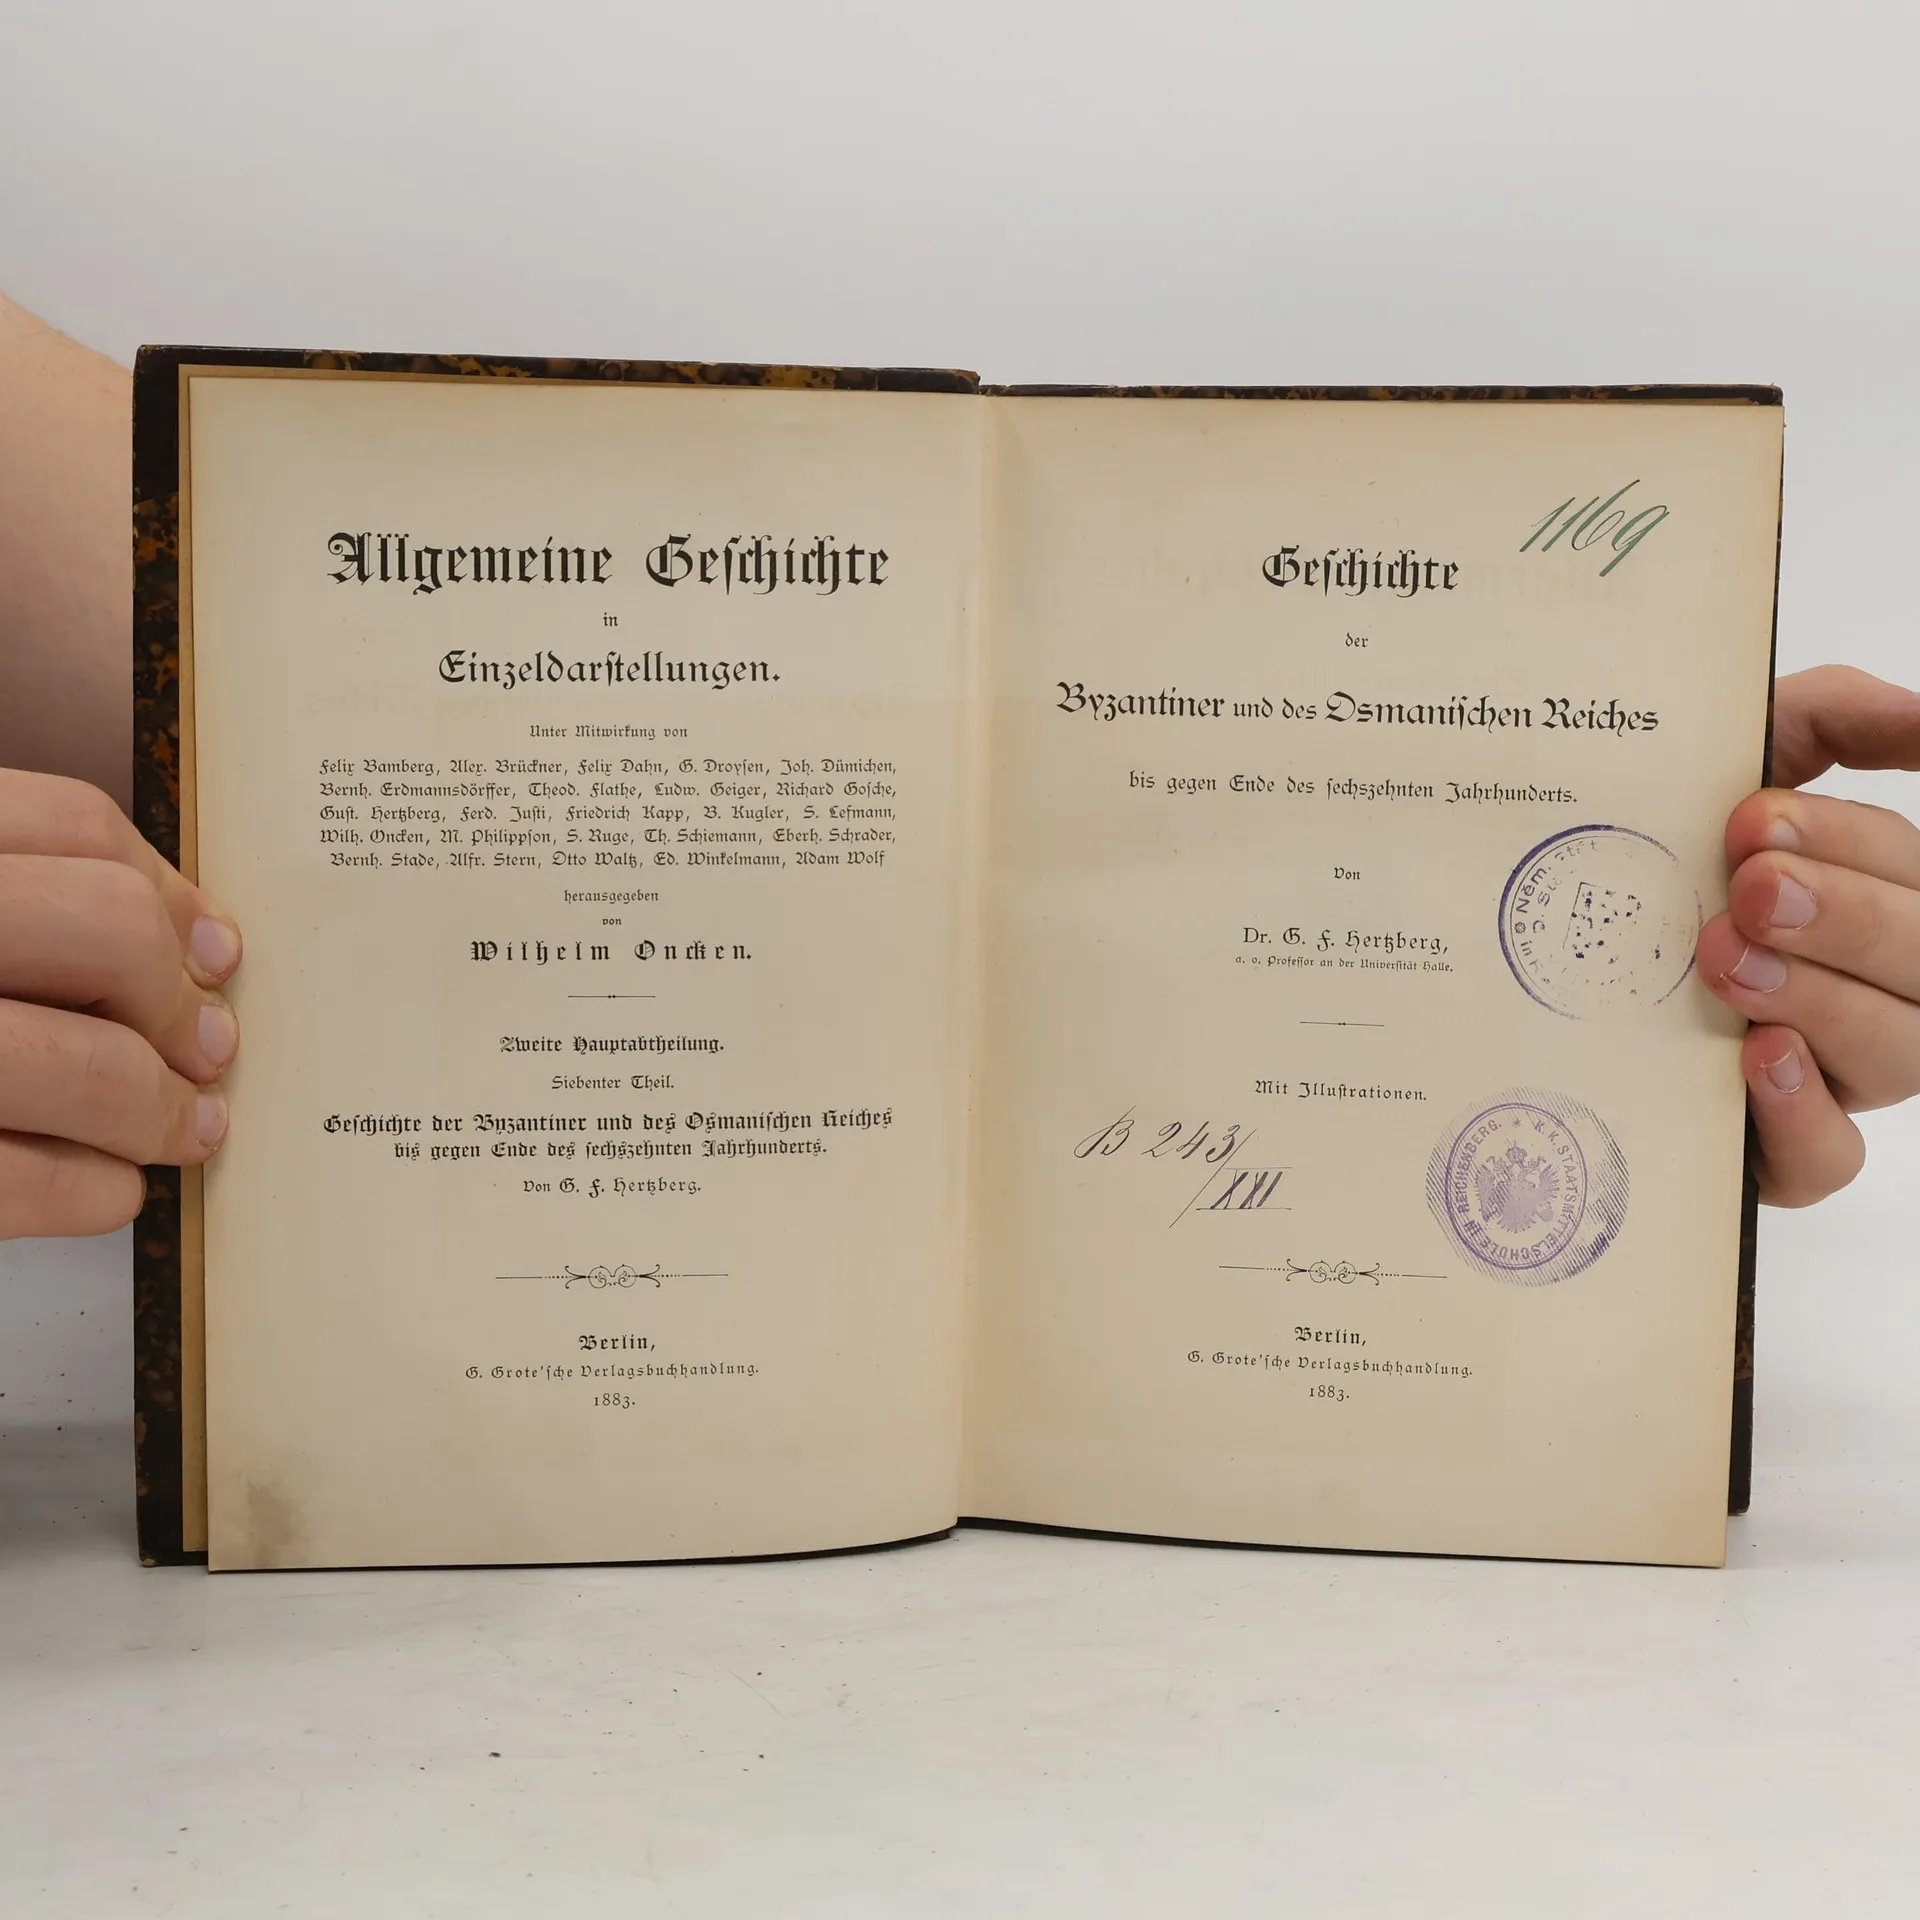 Allgemeine Geschichte
in
Einzeldarstellungen.
Unter Mitwirkung von
Felix Bamberg, Alex. Brückner, Felix Dahn, G. Droysen, Joh. Dümichen,
Bernh. Erdmannsdörffer, Theod. Flathe, Ludw. Geiger, Richard Gosche,
Gust. Hertzberg, Ferd. Justi, Friedrich Kapp, B. Kugler, S. Lefmann,
Wilh. Oncken, M. Philippson, S. Ruge, Th. Schiemann, Eberh. Schrader,
Bernh. Stade, Alfr. Stern, Otto Waltz, Ed. Winkelmann, Adam Wolf
herausgegeben
von
Wilhelm Oncken.
Zweite Hauptabtheilung.
Siebenter Theil.
Geschichte der Byzantiner und des Osmanischen Reiches
bis gegen Ende des sechszehnten Jahrhunderts.
Von G. F. Hertzberg.
Berlin,
G. Grote'sche Verlagsbuchhandlung.
1883.
1169
Geschichte
der
Byzantiner und des Osmanischen Reiches
bis gegen Ende des sechszehnten Jahrhunderts.
Von
Dr. G. F. Hertzberg,
a. o. Professor an der Universität Halle.
Něm.
in
Mit Illustrationen.
B 243/
XXI
K.K. STAATSMITTELSCHULE IN REICHENBERG.
Berlin,
G. Grote'sche Verlagsbuchhandlung.
1883.